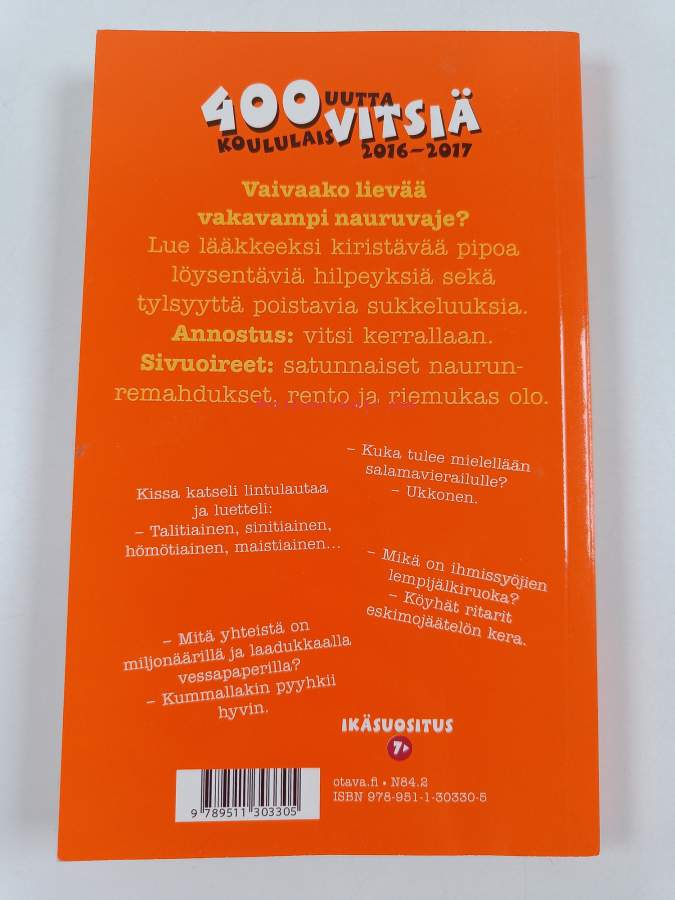 400 UUTTA
KOULULAISVITSIÄ
2016–2017
Vaivaako lievää
vakavampi nauruvaje?
Lue lääkkeeksi kiristävää pipoa
löysentäviä hilpeyksiä sekä
tylsyyttä poistavia sukkeluuksia.
Annostus: vitsi kerrallaan.
Sivuoireet: satunnaiset naurun-
remahdukset, rento ja riemukas olo.
– Kuka tulee mielellään
salamavierailulle?
– Ukkonen.
Kissa katseli lintulautaa
ja luetteli:
– Talitiainen, sinitiainen,
hömötiainen, maistiainen...
– Mikä on ihmissyöjien
lempijälkiruoka?
– Köyhät ritarit
eskimojäätelön kera.
– Mitä yhteistä on
miljonäärillä ja laadukkaalla
vessapaperilla?
– Kummallakin pyyhkii
hyvin.
IKÄSUOSITUS
7
otava.fi • N84.2
ISBN 978-951-1-30330-5
9 789511 303305